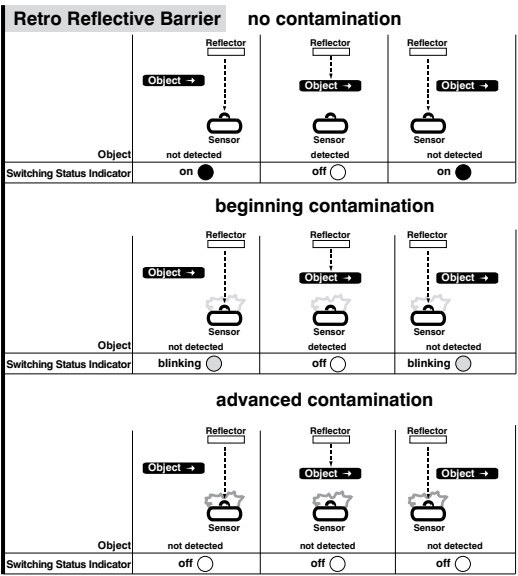 Retro Reflective Barrier no contamination
Reflector Reflector Reflector
Object → Object → Object →
Sensor Sensor Sensor
Object not detected detected not detected
Switching Status Indicator on off on
beginning contamination
Reflector Reflector Reflector
Object → Object → Object →
Sensor Sensor Sensor
Object not detected detected not detected
Switching Status Indicator blinking off blinking
advanced contamination
Reflector Reflector Reflector
Object → Object → Object →
Sensor Sensor Sensor
Object not detected not detected not detected
Switching Status Indicator off off off